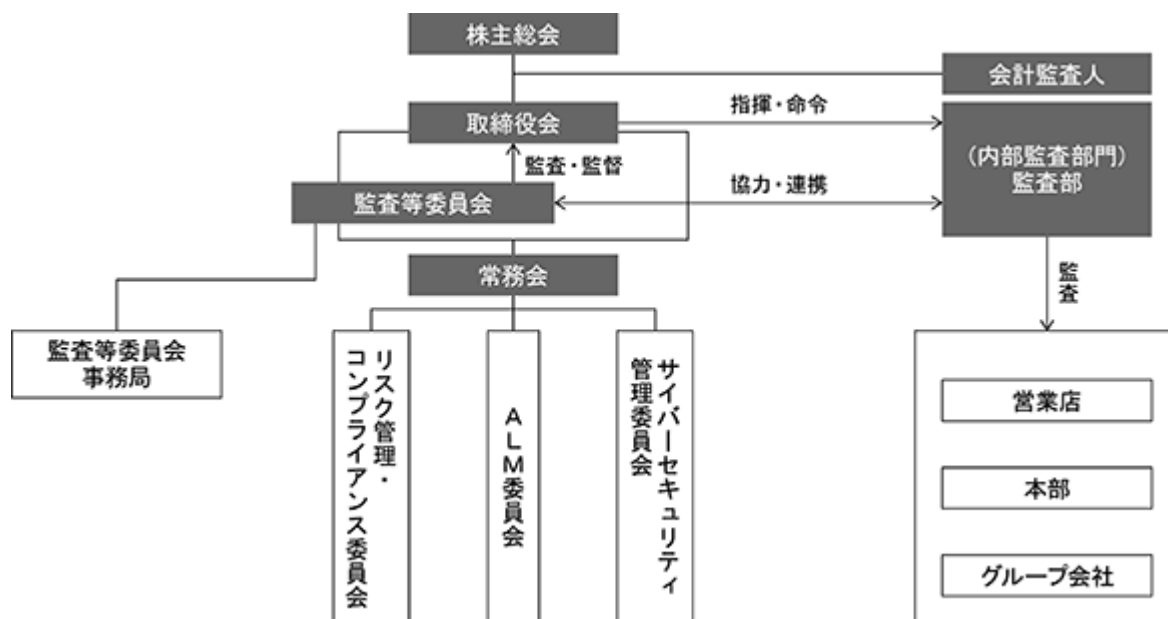 株主総会
会計監査人
指揮・命令
取締役会
(内部監査部門)
監査部
監査・監督
協力・連携
監査等委員会
常務会
監査
監査等委員会
事務局
リスク管理・
コンプライアンス委員会
ALM委員会
サイバーセキュリティ
管理委員会
営業店
本部
グループ会社